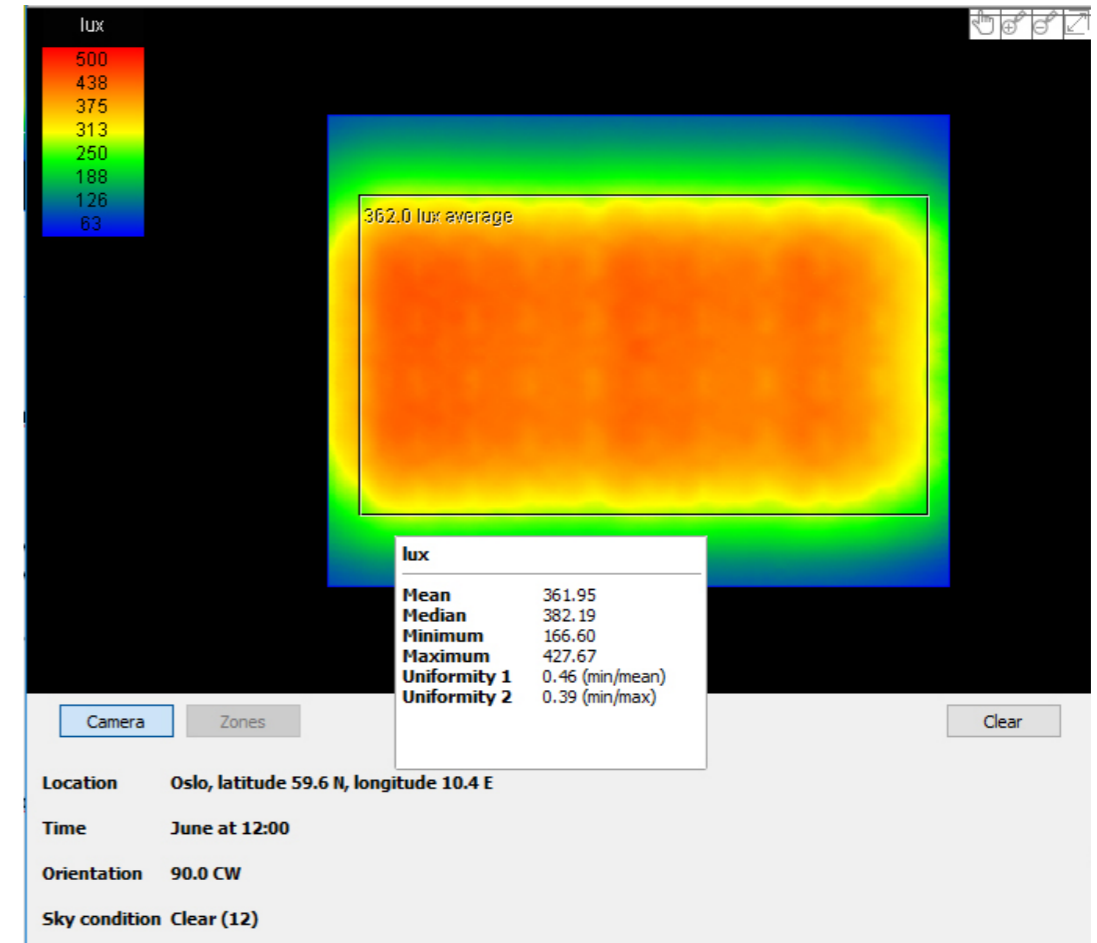 lux
500
438
375
313
250
188
126
63
362.0 lux average
lux
Mean 361.95
Median 382.19
Minimum 166.60
Maximum 427.67
Uniformity 1 0.46 (min/mean)
Uniformity 2 0.39 (min/max)
Camera Zones Clear
Location Oslo, latitude 59.6 N, longitude 10.4 E
Time June at 12:00
Orientation 90.0 CW
Sky condition Clear (12)